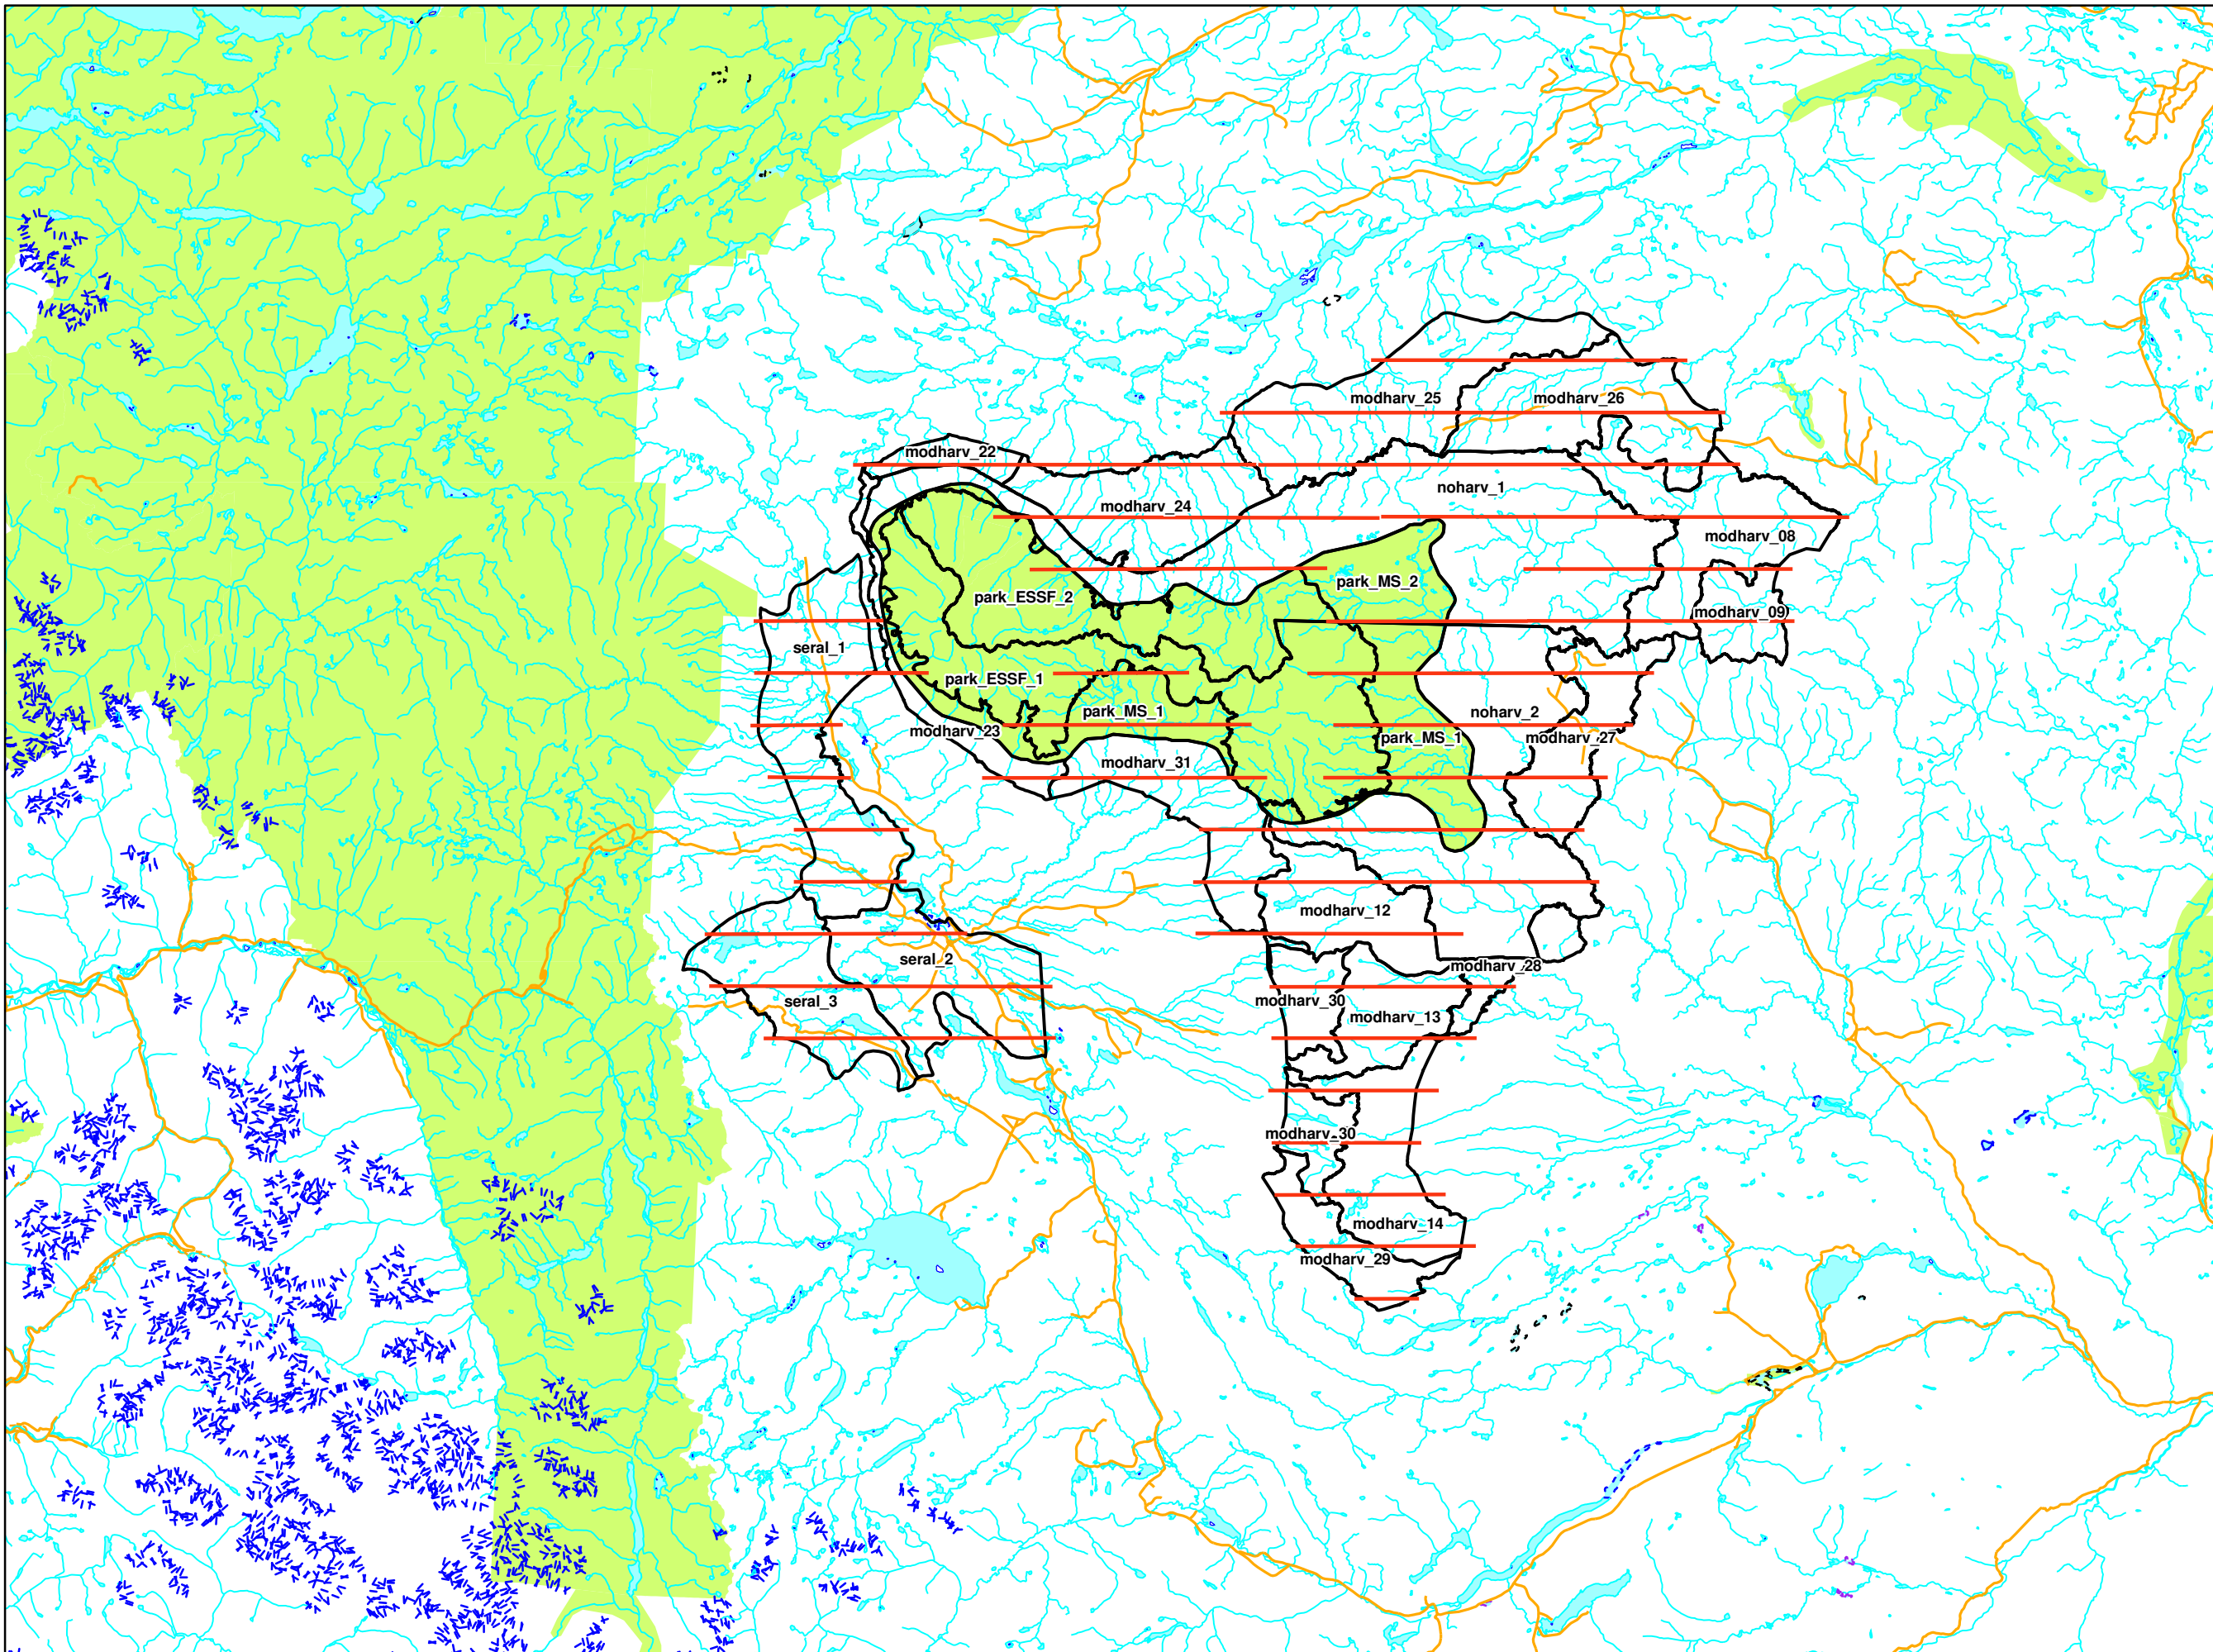 modharv_25
modharv_26
modharv_22
noharv_1
modharv_24
modharv_08
park_MS_2
park_ESSF_2
modharv_09
seral_1
park_ESSF_1
park_MS_1
noharv_2
modharv_23
park_MS_1
modharv_27
modharv_31
modharv_12
seral_2
modharv_28
seral_3
modharv_30
modharv_13
modharv_30
modharv_14
modharv_29